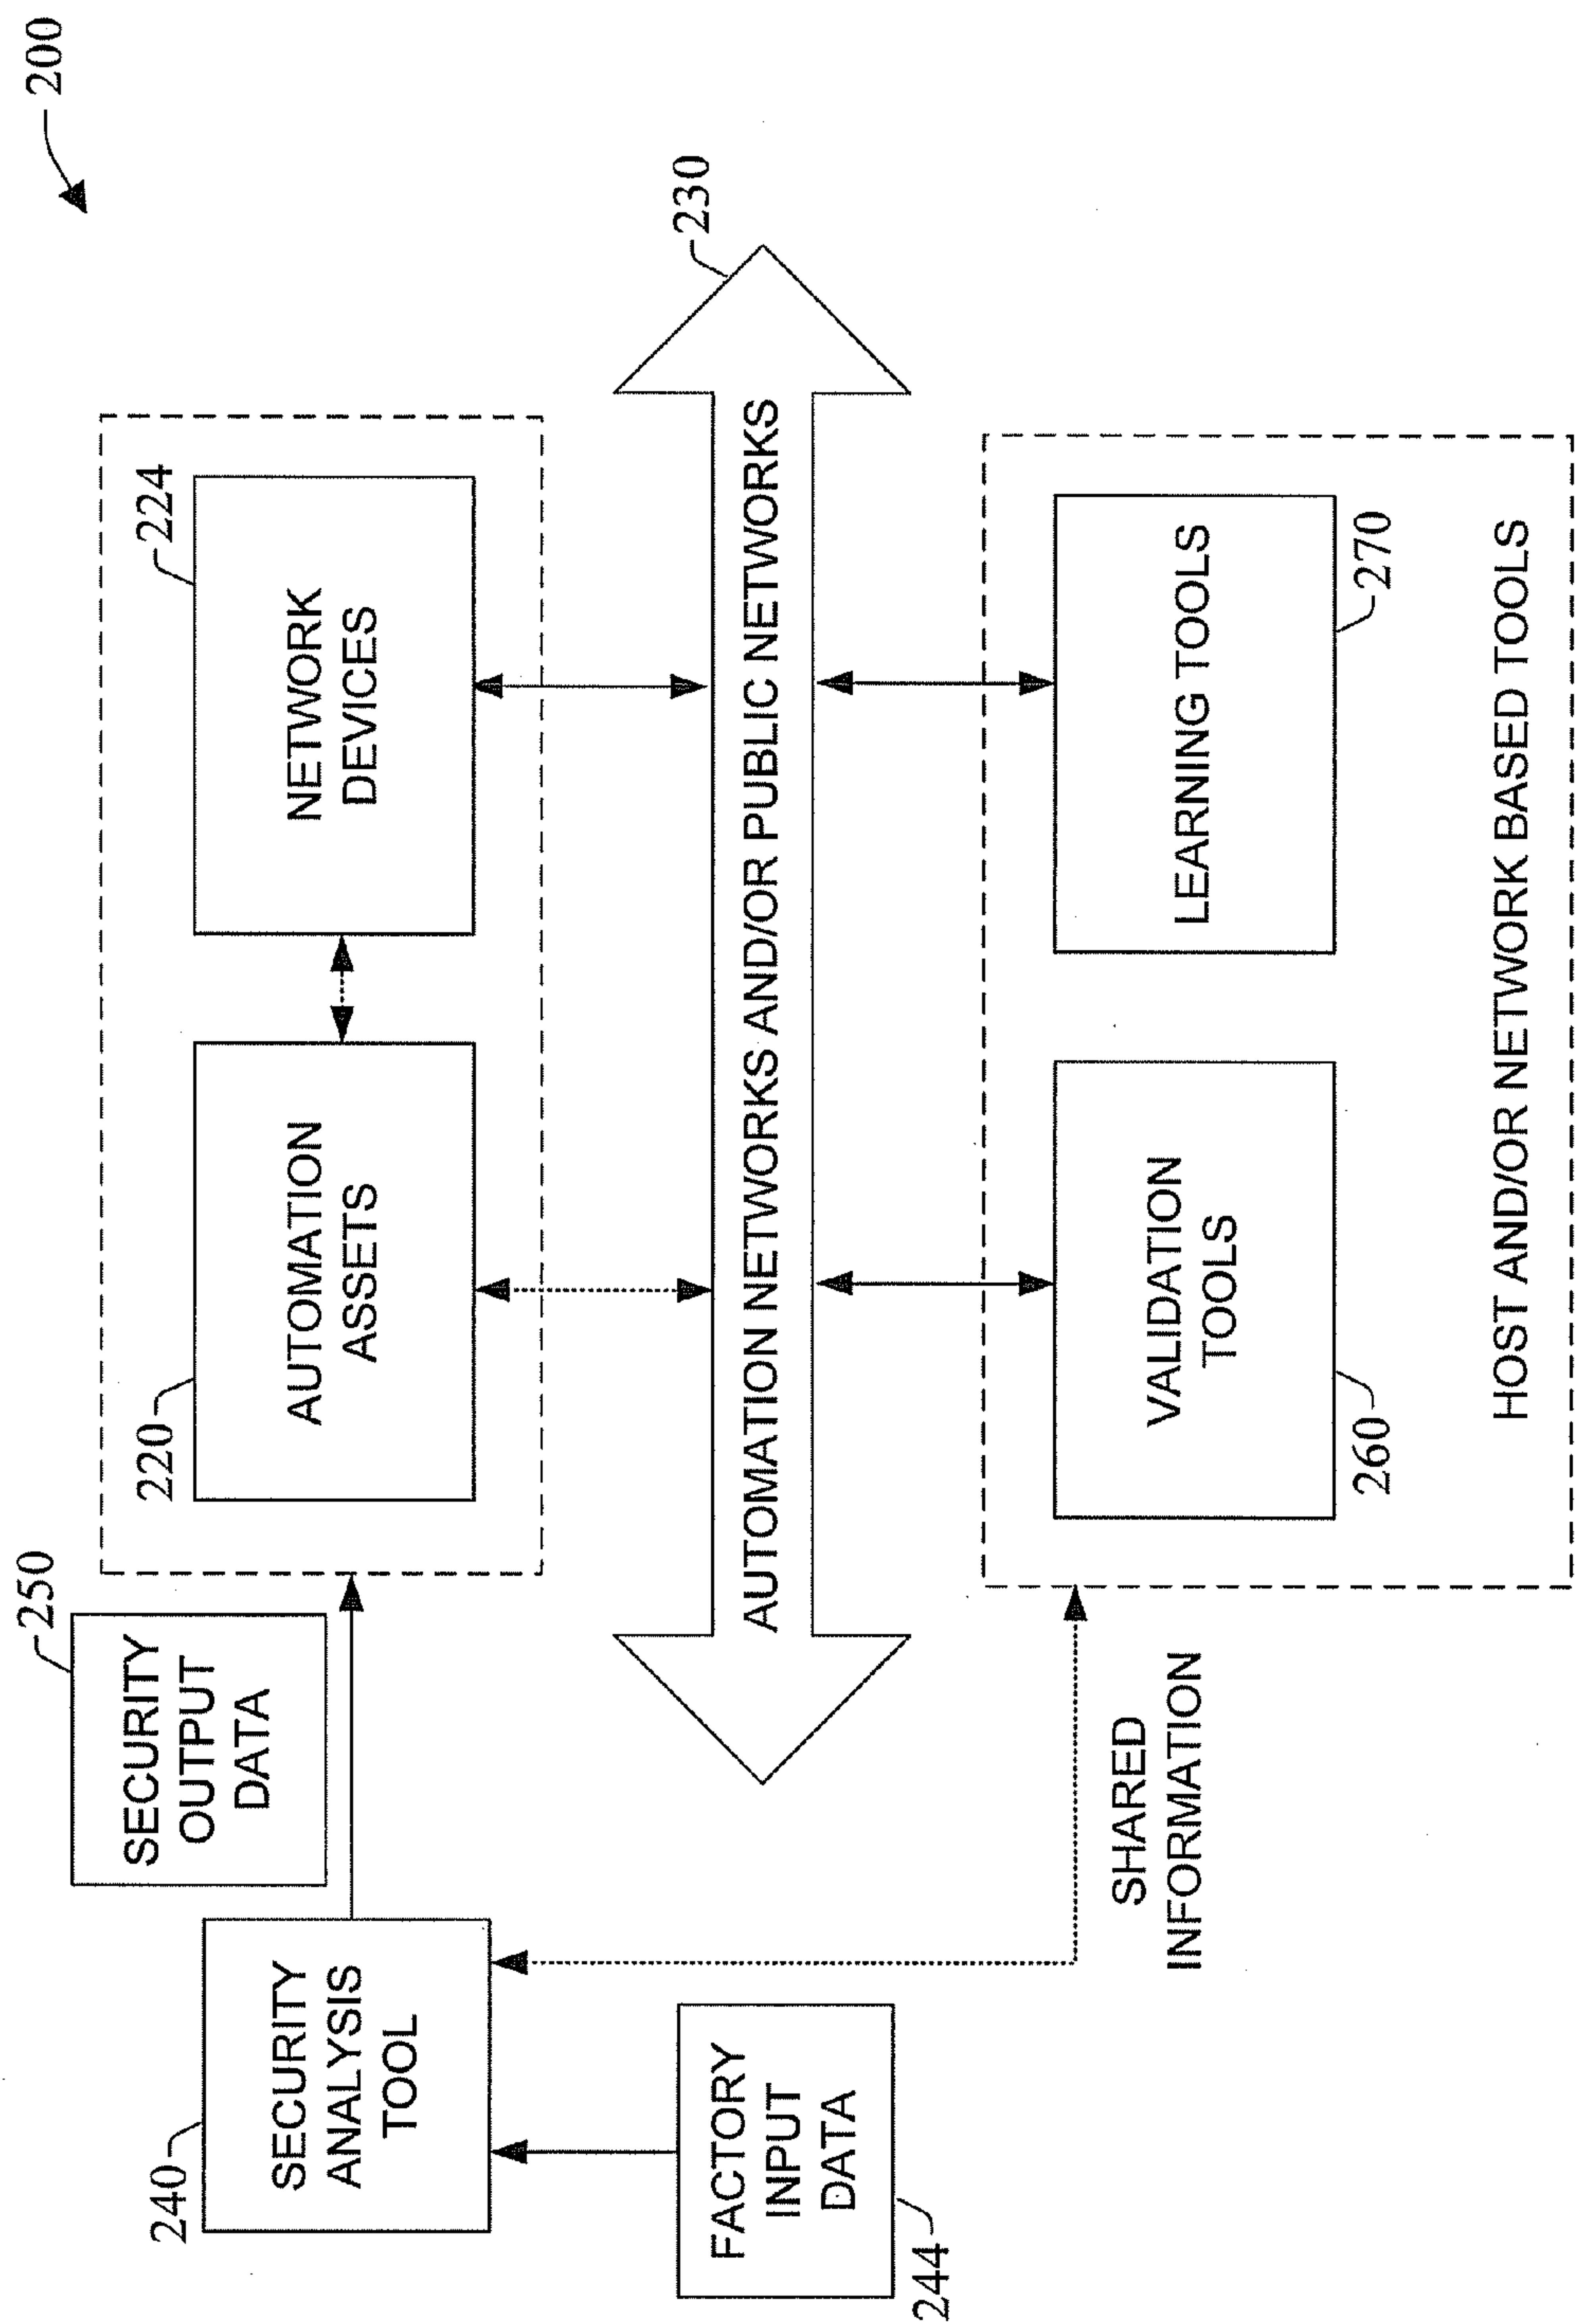 200
240
SECURITY
ANALYSIS
TOOL
250
SECURITY
OUTPUT
DATA
220
AUTOMATION
ASSETS
224
NETWORK
DEVICES
230
AUTOMATION NETWORKS AND/OR PUBLIC NETWORKS
FACTORY
INPUT
DATA
244
SHARED
INFORMATION
VALIDATION
TOOLS
260
LEARNING TOOLS
270
HOST AND/OR NETWORK BASED TOOLS